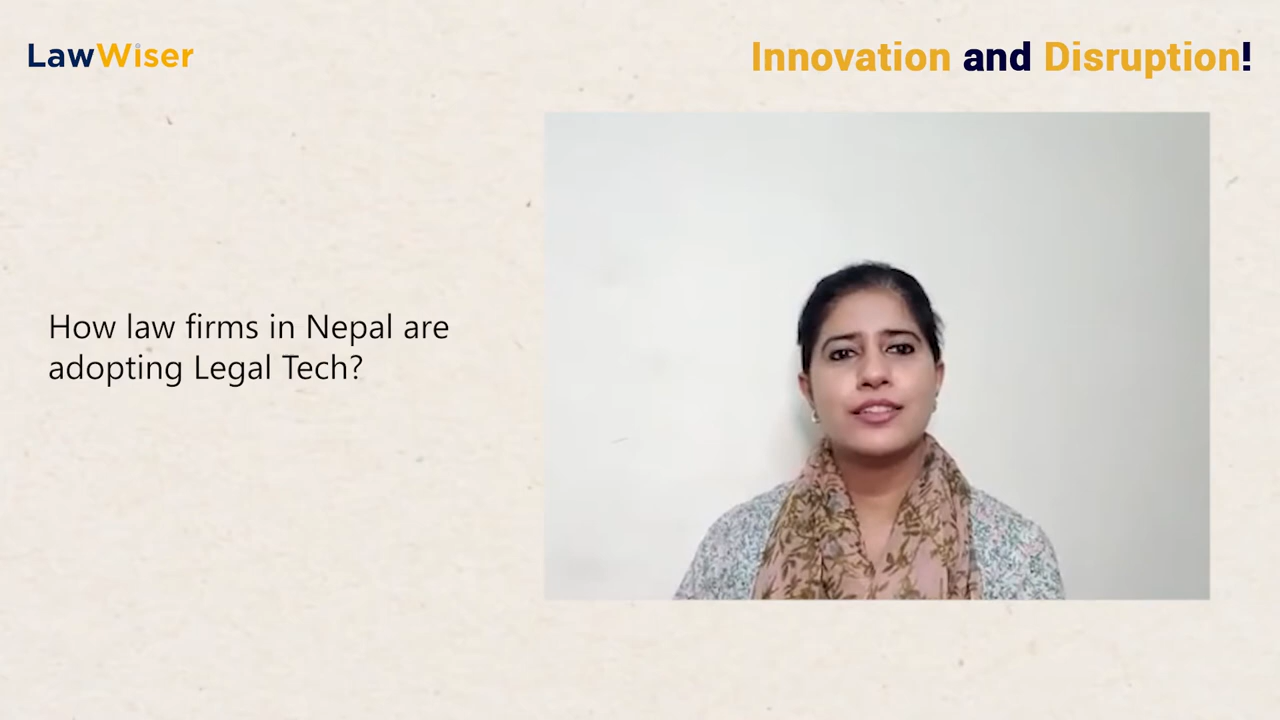 LawWiser
Innovation and Disruption!
How law firms in Nepal are
adopting Legal Tech?